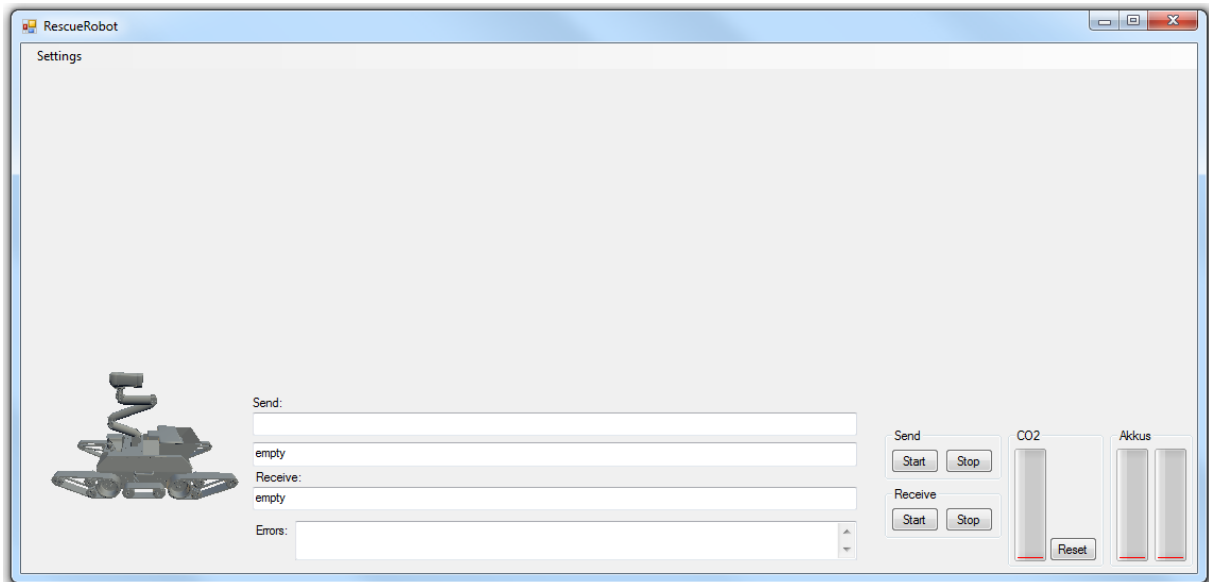 RescueRobot
Settings
Send:
empty
Receive:
empty
Errors:
Send
Start Stop
Receive
Start Stop
CO2
Reset
Akkus